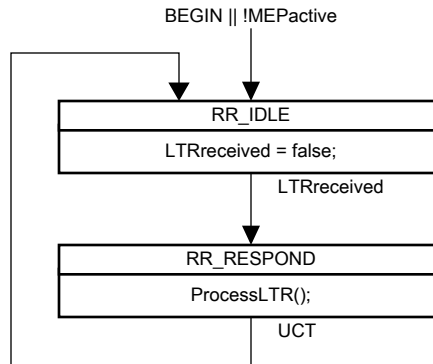 BEGIN || !MEPactive
RR_IDLE
LTRreceived = false;
LTRreceived
RR_RESPOND
ProcessLTR();
UCT